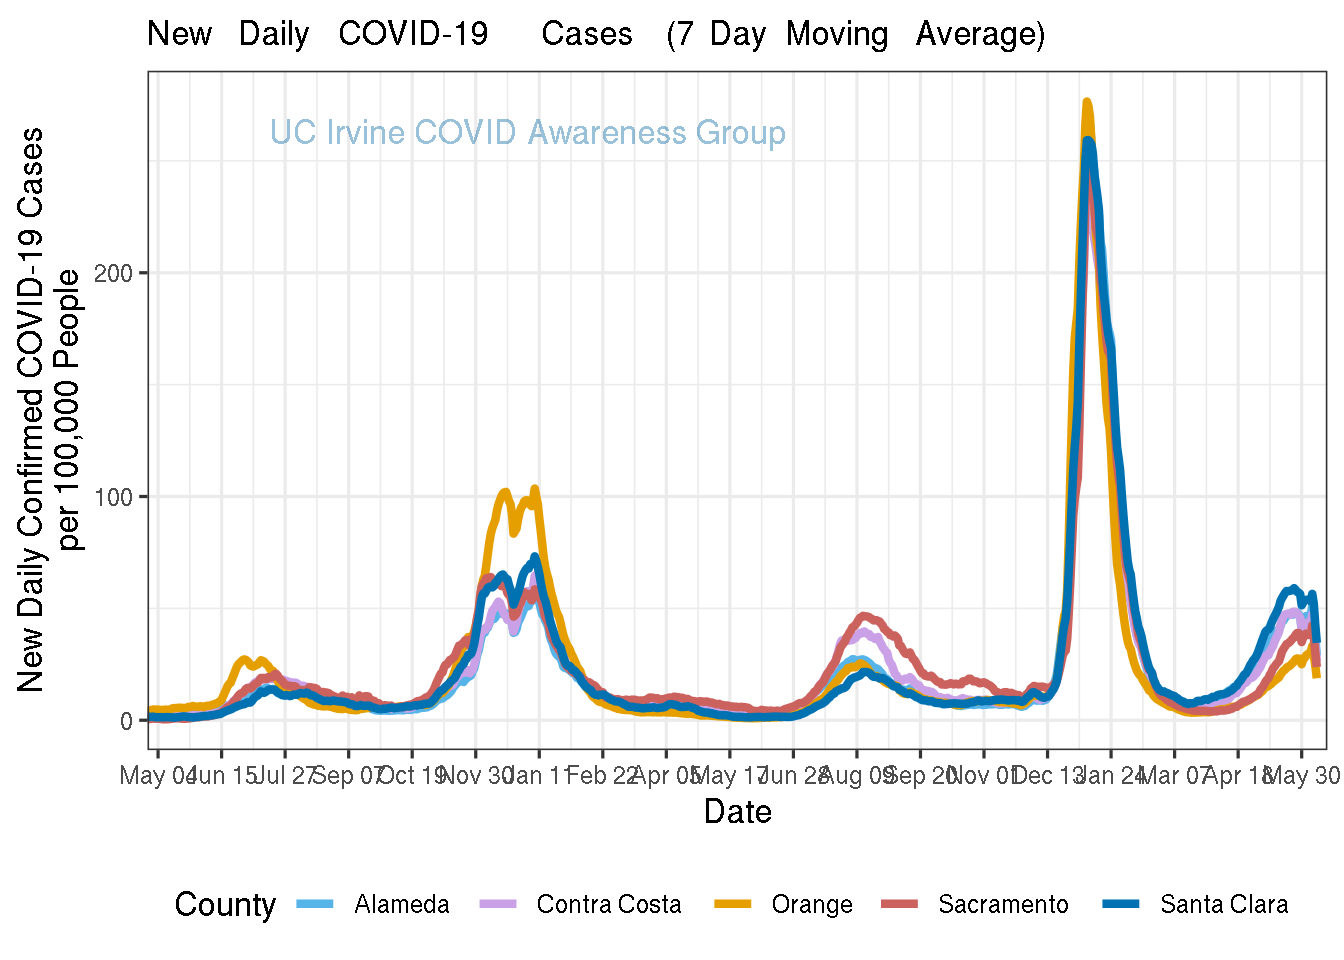 New Daily COVID-19 Cases (7 Day Moving Average)
UC Irvine COVID Awareness Group
New Daily Confirmed COVID-19 Cases
per 100,000 People
200
100
0
May 04 Jun 15 Jul 27 Sep 07 Oct 19 Nov 30 Jan 11 Feb 22 Apr 05 May 17 Jun 28 Aug 09 Sep 20 Nov 01 Dec 13 Jan 24 Mar 07 Apr 18 May 30
Date
County Alameda Contra Costa Orange Sacramento Santa Clara